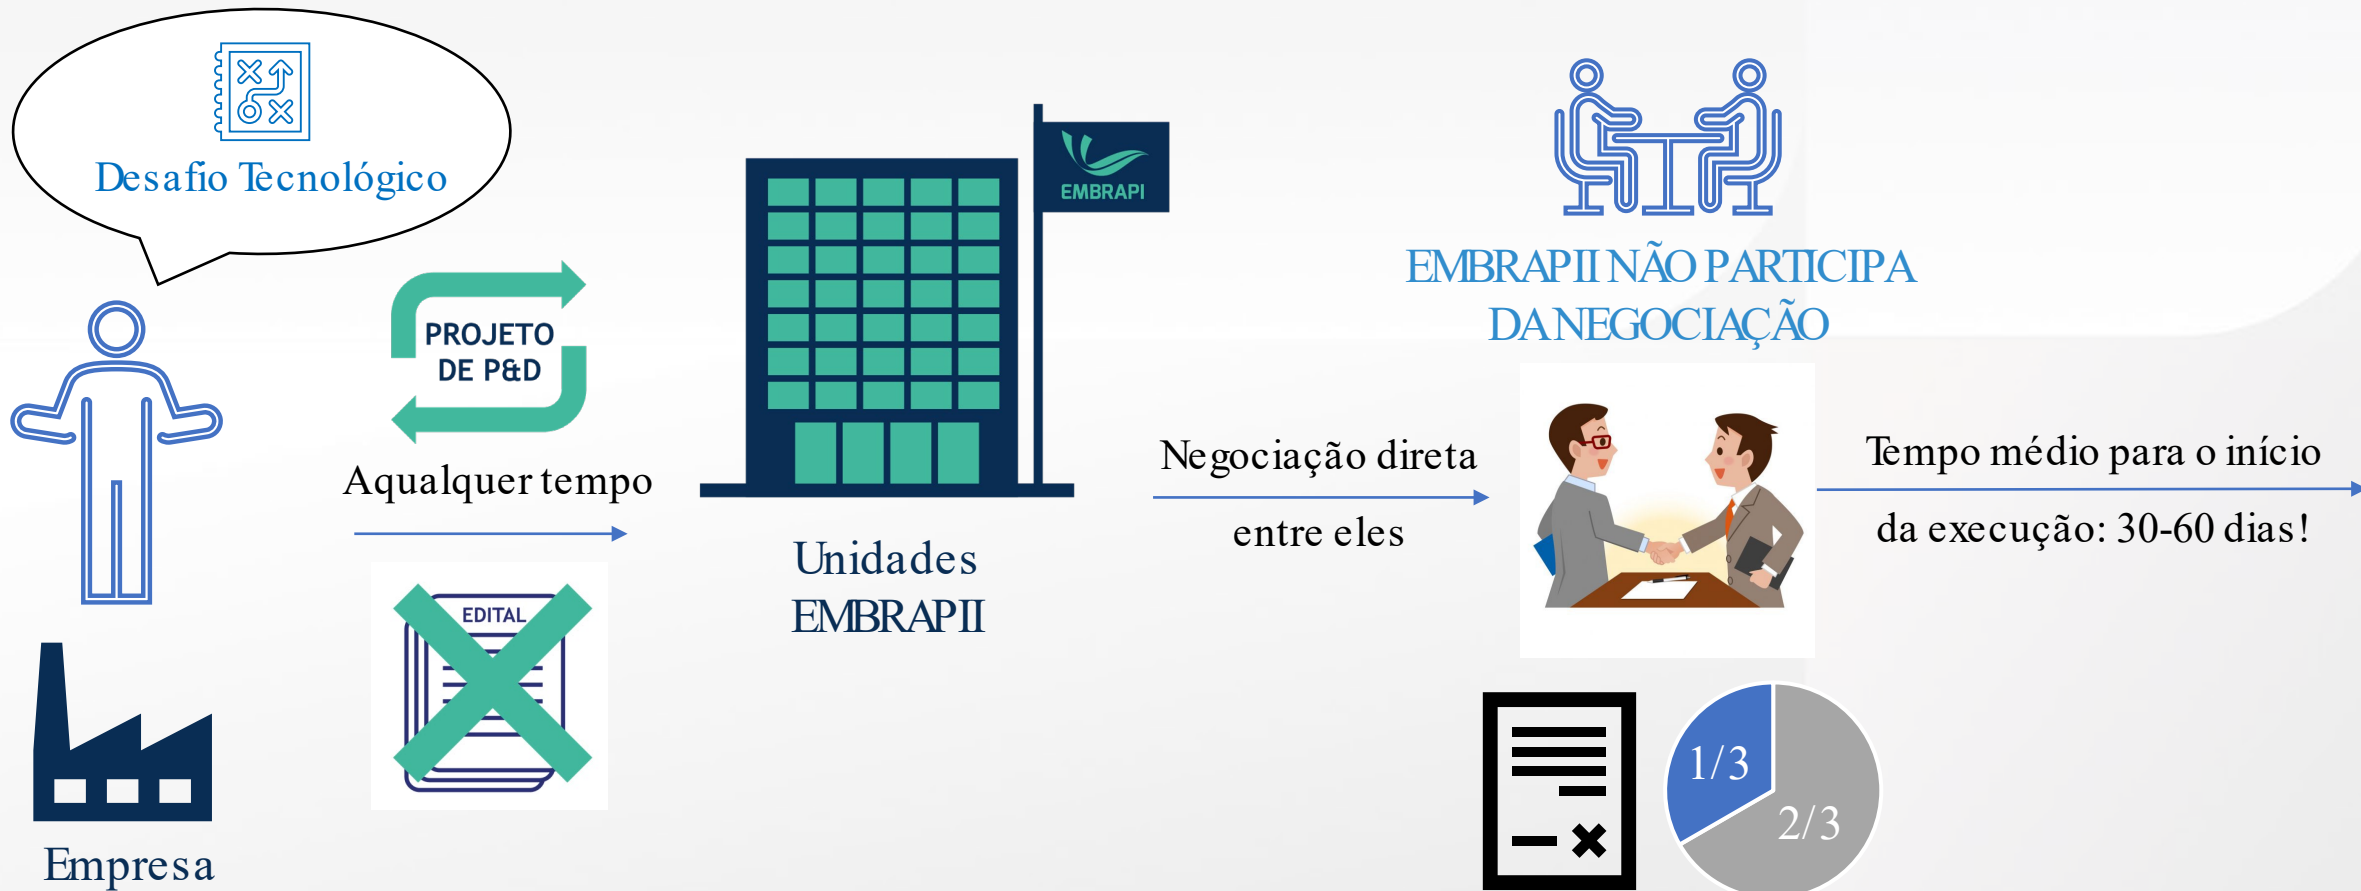 Desafio Tecnológico
PROJETO
DE P&D
A qualquer tempo
EDITAL
Empresa
EMBRAPI
Unidades
EMBRAPII
Negociação direta
entre eles
EMBRAPII NÃO PARTICIPA
DA NEGOCIAÇÃO
1/3
2/3
Tempo médio para o início
da execução: 30-60 dias!